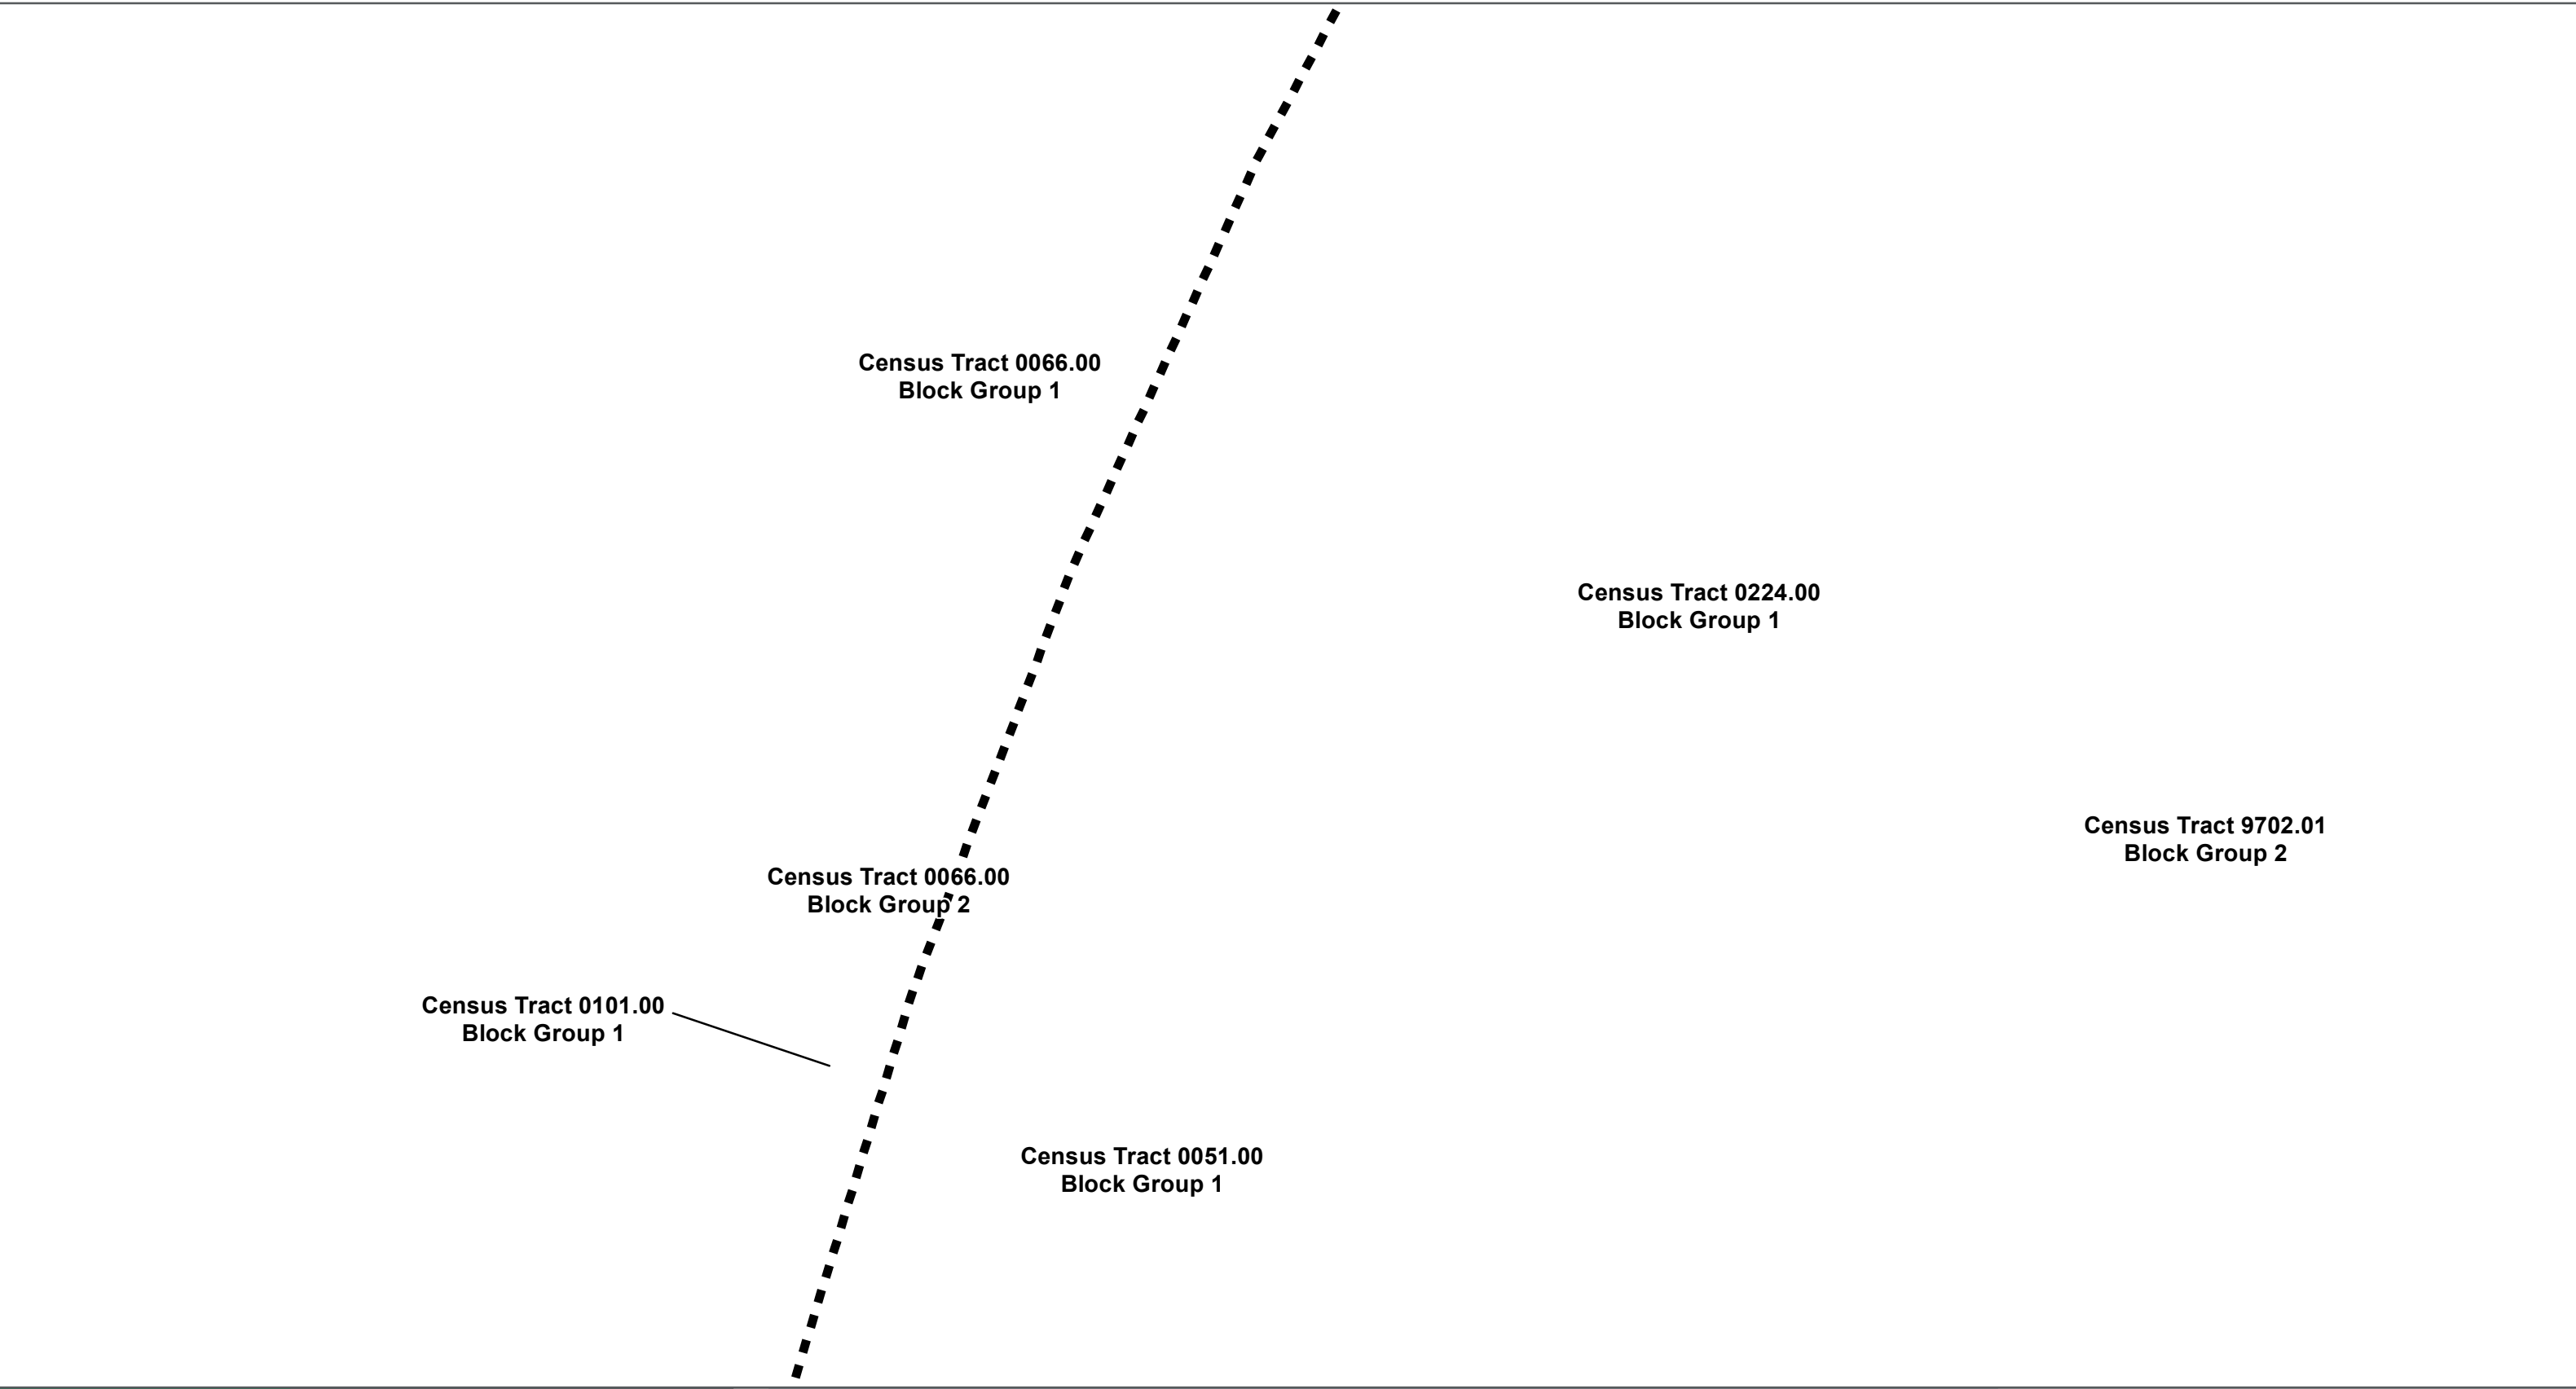 Census Tract 0066.00
Block Group 1
Census Tract 0224.00
Block Group 1
Census Tract 9702.01
Block Group 2
Census Tract 0066.00
Block Group 2
Census Tract 0101.00
Block Group 1
Census Tract 0051.00
Block Group 1